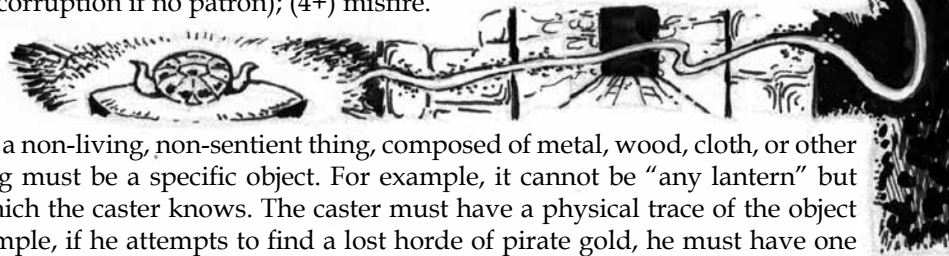 corruption if no patron); (4+) misfire.
a non-living, non-sentient thing, composed of metal, wood, cloth, or other
g must be a specific object. For example, it cannot be “any lantern” but
hich the caster knows. The caster must have a physical trace of the object
mple, if he attempts to find a lost horde of pirate gold, he must have one